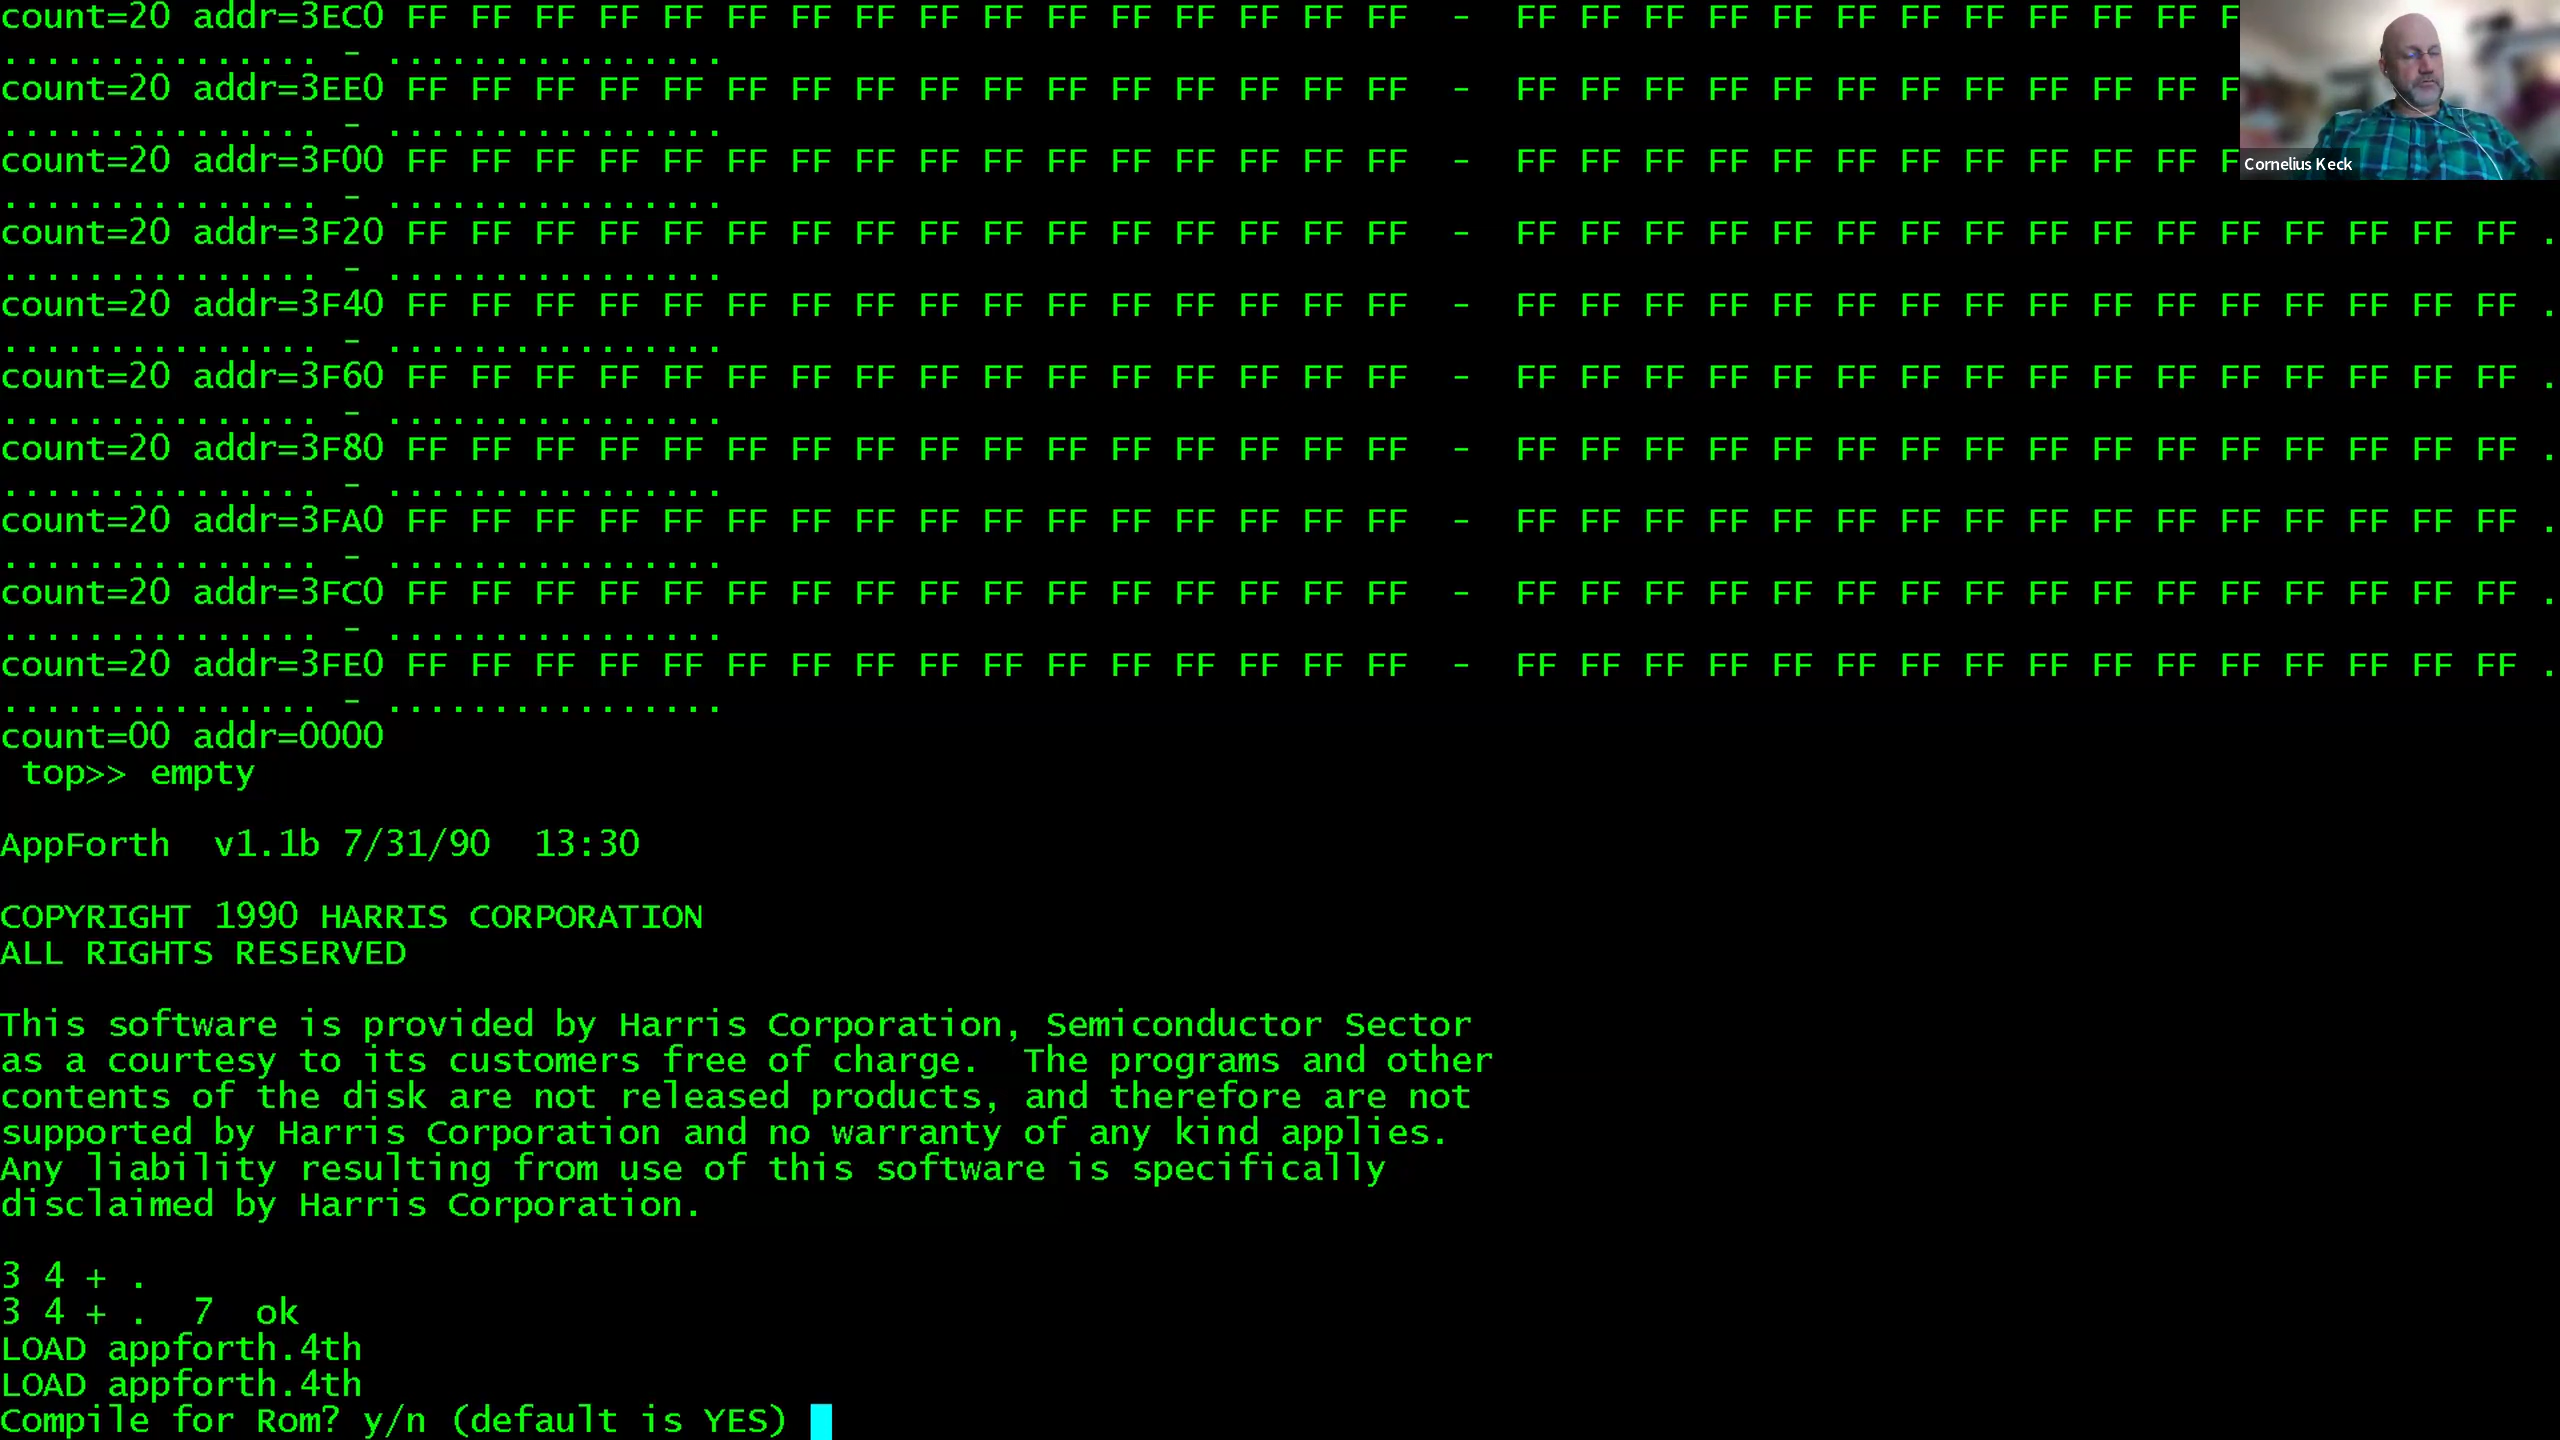 count=20 addr=3EC0 FF FF FF FF FF FF FF FF FF FF FF FF FF FF FF FF  -  FF FF FF FF FF FF FF FF FF FF FF F
............... - ................
count=20 addr=3EE0 FF FF FF FF FF FF FF FF FF FF FF FF FF FF FF FF  -  FF FF FF FF FF FF FF FF FF FF FF F
............... - ................
count=20 addr=3F00 FF FF FF FF FF FF FF FF FF FF FF FF FF FF FF FF  -  FF FF FF FF FF FF FF FF FF FF FF F
Cornelius Keck
............... - ................
count=20 addr=3F20 FF FF FF FF FF FF FF FF FF FF FF FF FF FF FF FF  -  FF FF FF FF FF FF FF FF FF FF FF FF FF FF FF FF .
............... - ................
count=20 addr=3F40 FF FF FF FF FF FF FF FF FF FF FF FF FF FF FF FF  -  FF FF FF FF FF FF FF FF FF FF FF FF FF FF FF FF .
............... - ................
count=20 addr=3F60 FF FF FF FF FF FF FF FF FF FF FF FF FF FF FF FF  -  FF FF FF FF FF FF FF FF FF FF FF FF FF FF FF FF .
............... - ................
count=20 addr=3F80 FF FF FF FF FF FF FF FF FF FF FF FF FF FF FF FF  -  FF FF FF FF FF FF FF FF FF FF FF FF FF FF FF FF .
............... - ................
count=20 addr=3FA0 FF FF FF FF FF FF FF FF FF FF FF FF FF FF FF FF  -  FF FF FF FF FF FF FF FF FF FF FF FF FF FF FF FF .
............... - ................
count=20 addr=3FC0 FF FF FF FF FF FF FF FF FF FF FF FF FF FF FF FF  -  FF FF FF FF FF FF FF FF FF FF FF FF FF FF FF FF .
............... - ................
count=20 addr=3FE0 FF FF FF FF FF FF FF FF FF FF FF FF FF FF FF FF  -  FF FF FF FF FF FF FF FF FF FF FF FF FF FF FF FF .
............... - ................
count=00 addr=0000
top>> empty
AppForth  v1.1b 7/31/90  13:30
COPYRIGHT 1990 HARRIS CORPORATION
ALL RIGHTS RESERVED
This software is provided by Harris Corporation, Semiconductor Sector
as a courtesy to its customers free of charge.  The programs and other
contents of the disk are not released products, and therefore are not
supported by Harris Corporation and no warranty of any kind applies.
Any liability resulting from use of this software is specifically
disclaimed by Harris Corporation.
3 4 + .
3 4 + .  7  ok
LOAD appforth.4th
LOAD appforth.4th
Compile for Rom? y/n (default is YES)